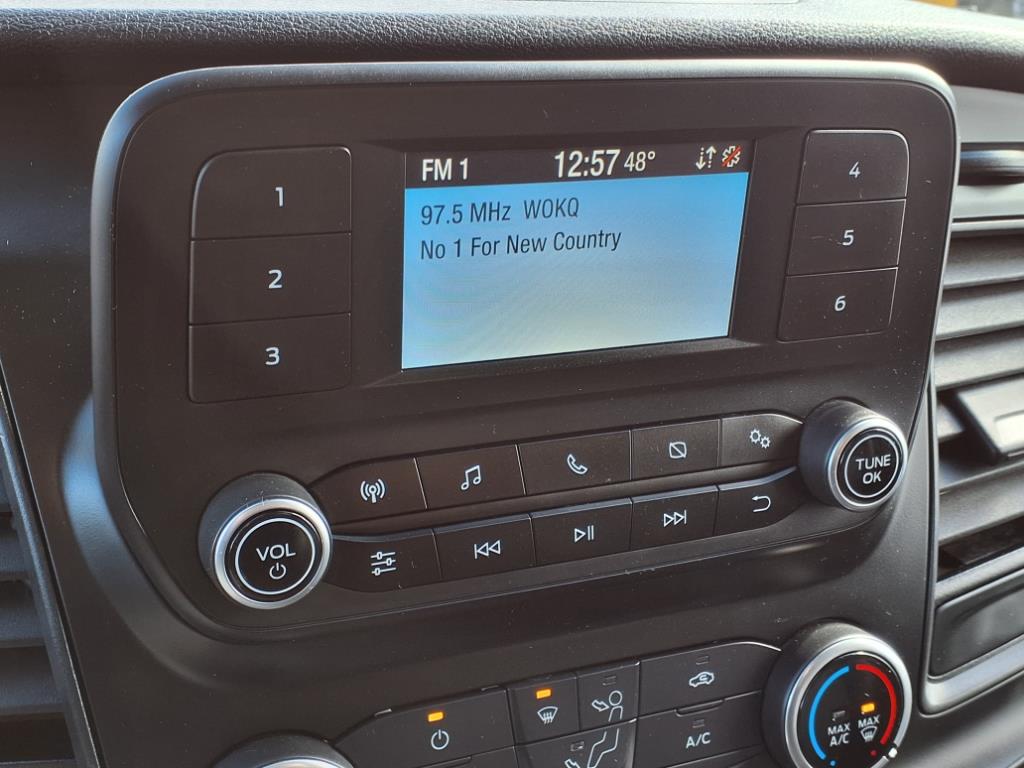 FM 1 12:57 48°
97.5 MHz WOKQ
No 1 For New Country
1
2
3
4
5
6
VOL
TUNE
OK
A/C
MAX
A/C
MAX